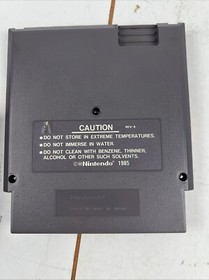 CAUTION
REV-A
•DO NOT STORE IN EXTREME TEMPERATURES.
•DO NOT IMMERSE IN WATER.
•DO NOT CLEAN WITH BENZENE, THINNER,
ALCOHOL OR OTHER SUCH SOLVENTS.
©Nintendo 1985